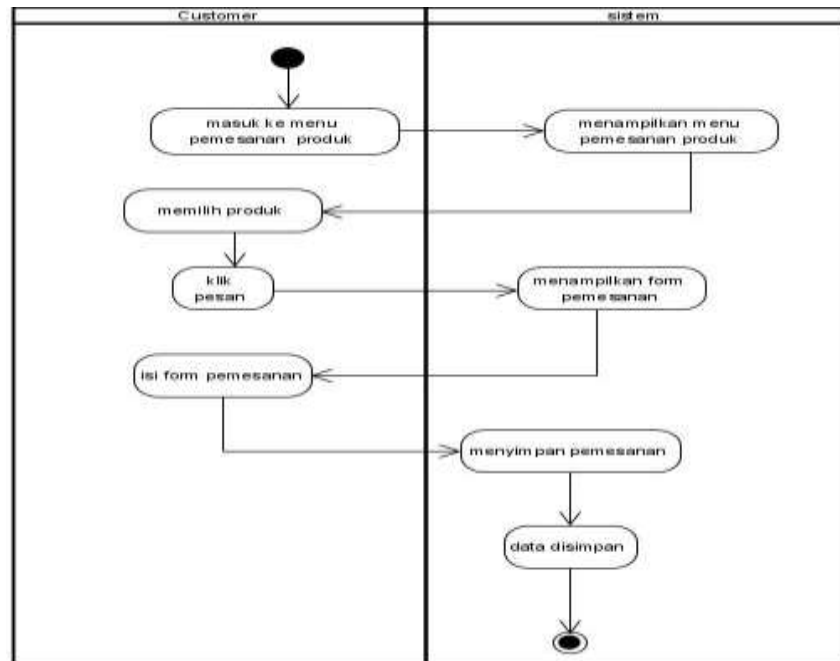 Customer
sistem
masuk ke menu
pemesanan produk
menampilkan menu
pemesanan produk
memilih produk
klik
pesan
menampilkan form
pemesanan
isi form pemesanan
menyimpan pemesanan
data disimpan